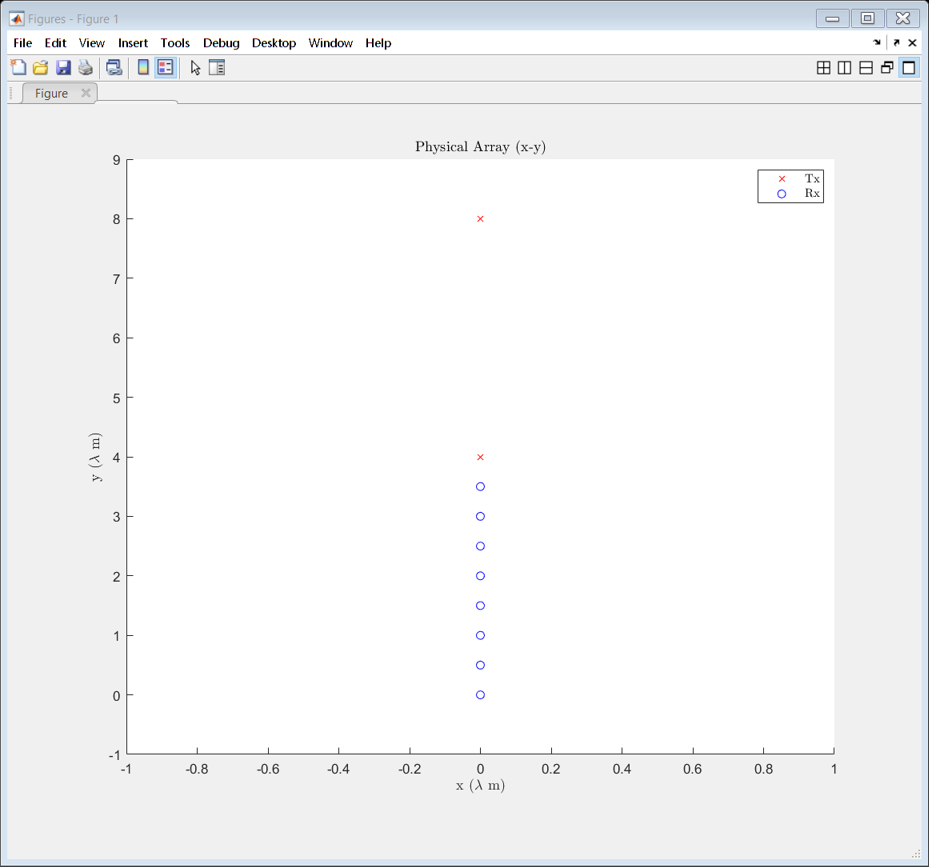 Figures - Figure 1
File Edit View Insert Tools Debug Desktop Window Help
Figure
Physical Array (x-y)
Tx
Rx
9
8
7
6
5
4
3
2
1
0
-1
y (λ m)
-1 -0.8 -0.6 -0.4 -0.2 0 0.2 0.4 0.6 0.8 1
x (λ m)